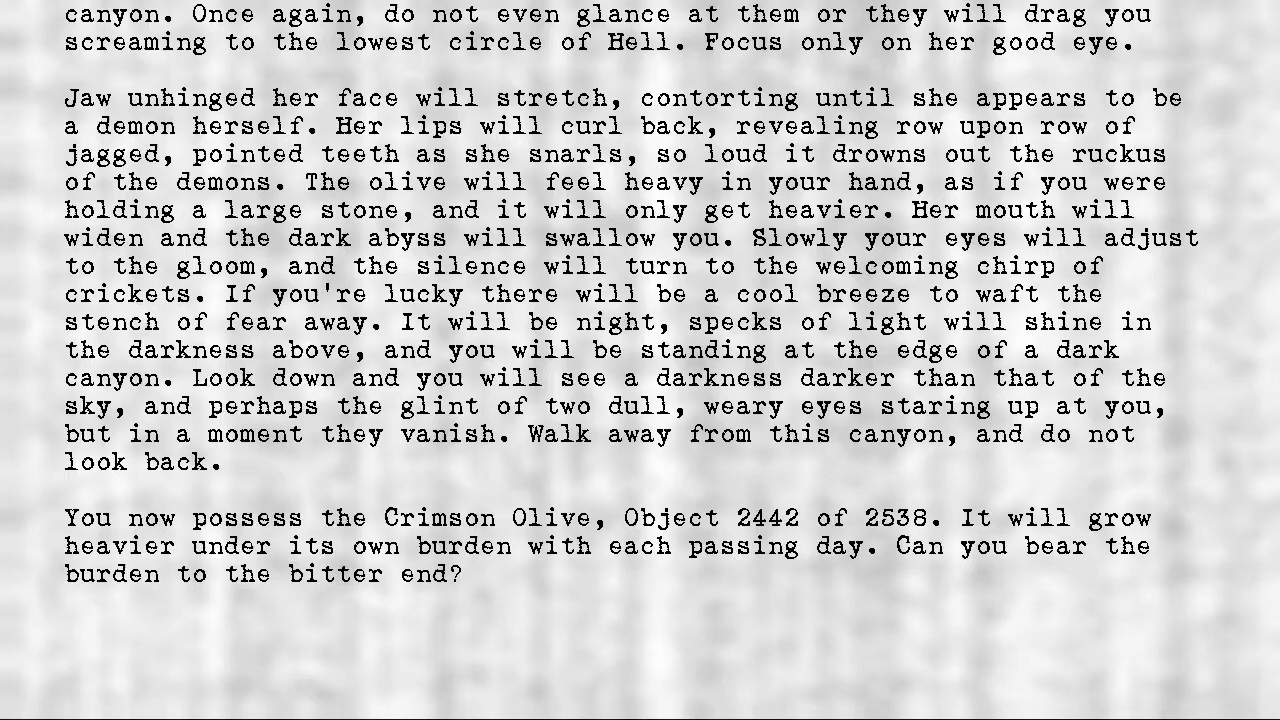 canyon. Once again, do not even glance at them or they will drag you
screaming to the lowest circle of Hell. Focus only on her good eye.
Jaw unhinged her face will stretch, contorting until she appears to be
a demon herself. Her lips will curl back, revealing row upon row of
jagged, pointed teeth as she snarls, so loud it drowns out the ruckus
of the demons. The olive will feel heavy in your hand, as if you were
holding a large stone, and it will only get heavier. Her mouth will
widen and the dark abyss will swallow you. Slowly your eyes will adjust
to the gloom, and the silence will turn to the welcoming chirp of
crickets. If you're lucky there will be a cool breeze to waft the
stench of fear away. It will be night, specks of light will shine in
the darkness above, and you will be standing at the edge of a dark
canyon. Look down and you will see a darkness darker than that of the
sky, and perhaps the glint of two dull, weary eyes staring up at you,
but in a moment they vanish. Walk away from this canyon, and do not
look back.
You now possess the Crimson Olive, Object 2442 of 2538. It will grow
heavier under its own burden with each passing day. Can you bear the
burden to the bitter end?